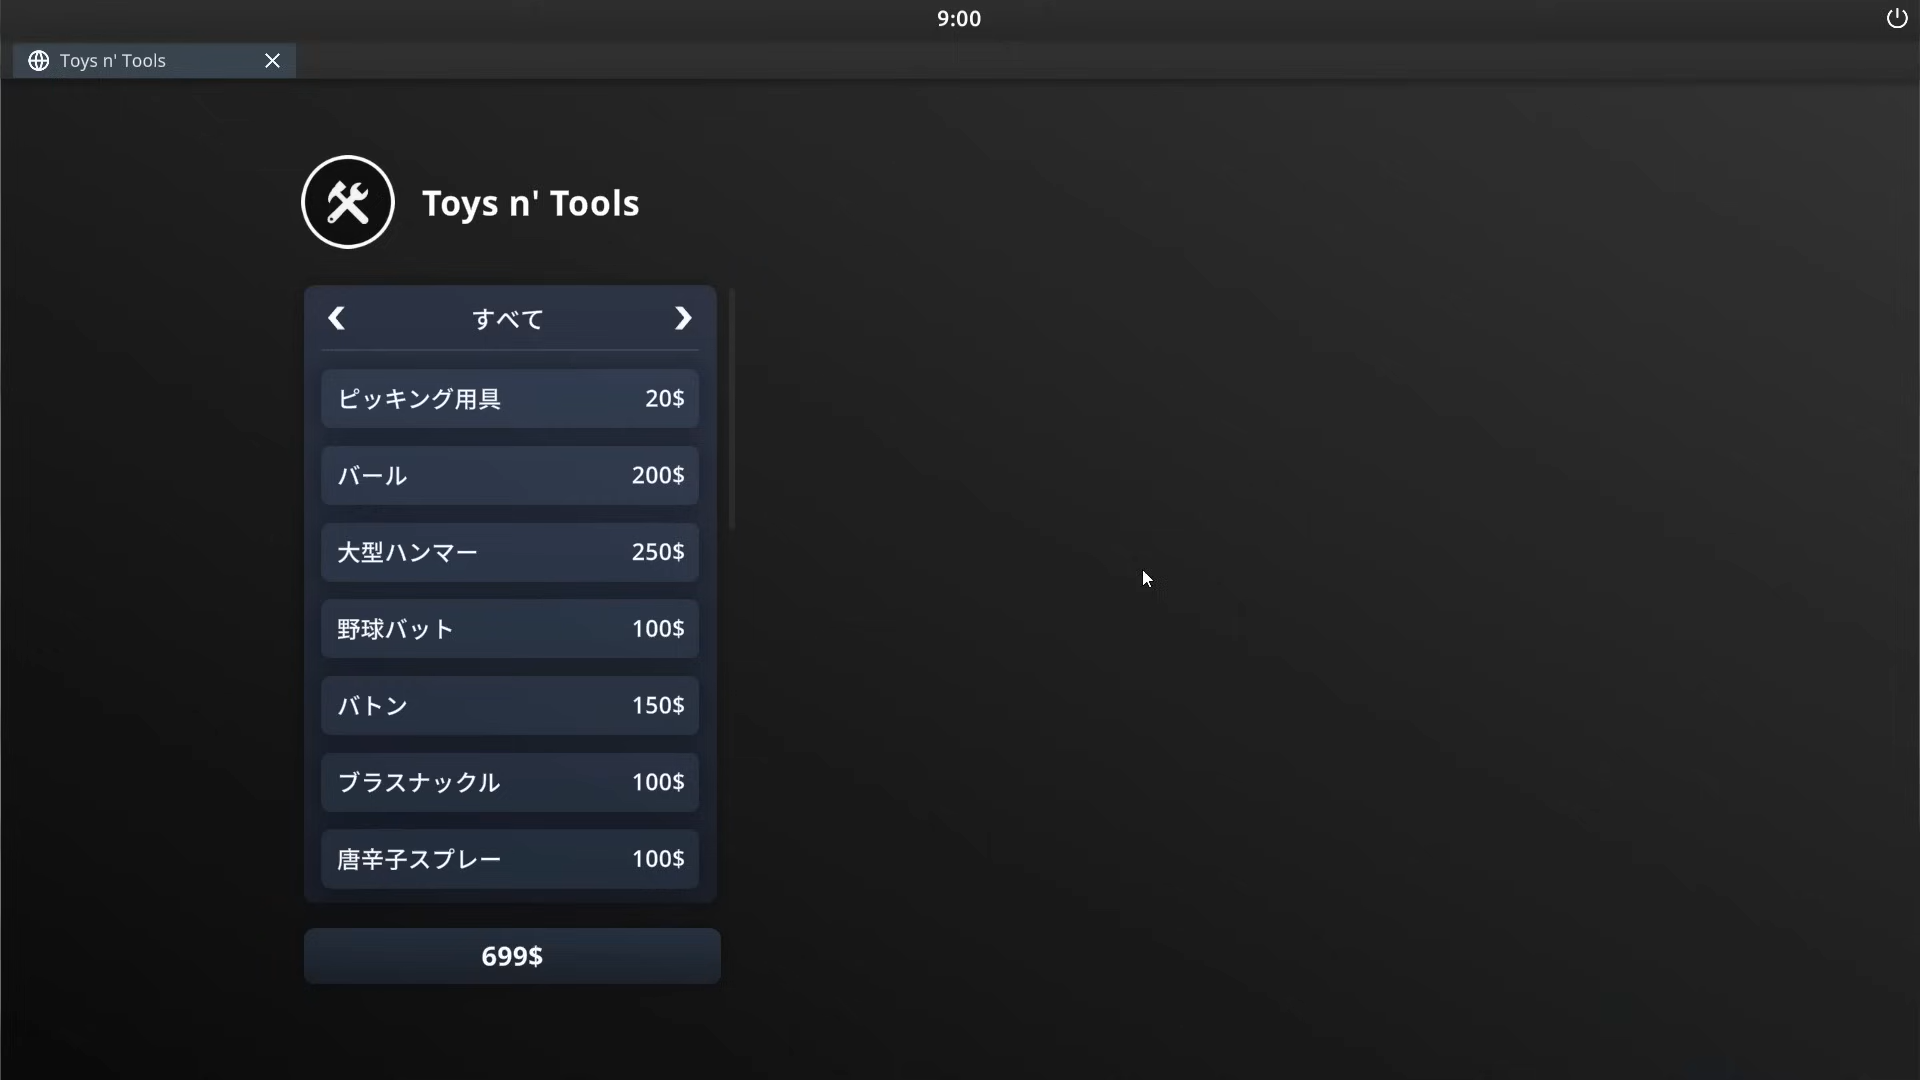 9:00
Toys n' Tools
Toys n' Tools
すべて
ピッキング用具 20$
バール 200$
大型ハンマー 250$
野球バット 100$
バトン 150$
ブラスナックル 100$
唐辛子スプレー 100$
699$